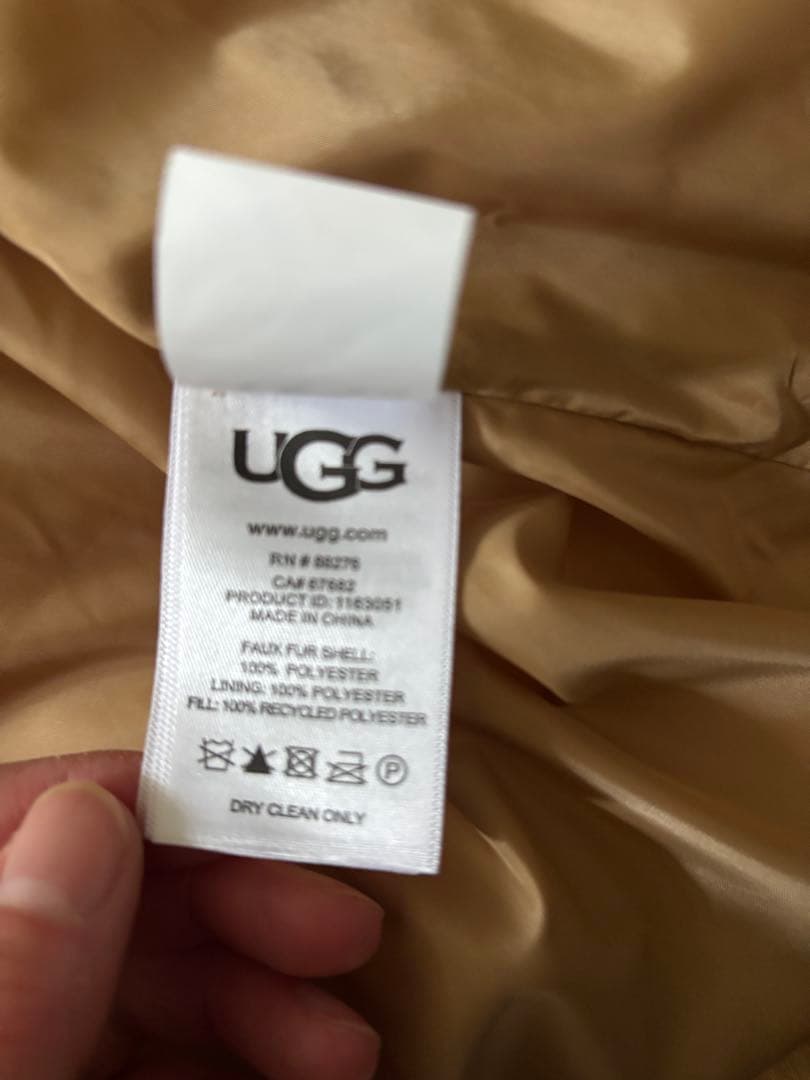 UGG
www.ugg.com
RN # 88276
CA# 67682
PRODUCT ID: 1163051
MADE IN CHINA
FAUX FUR SHELL:
100% POLYESTER
LINING: 100% POLYESTER
FILL: 100% RECYCLED POLYESTER
P
DRY CLEAN ONLY